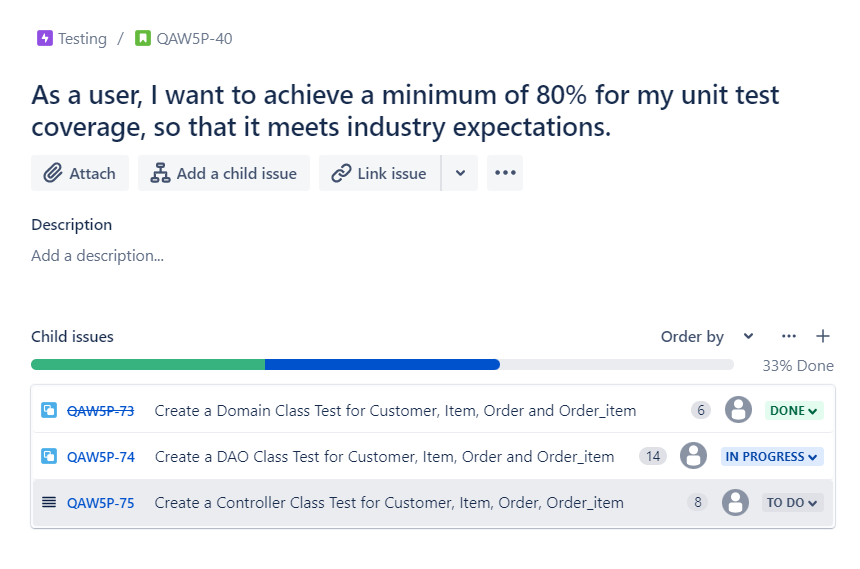 Testing / QAW5P-40
As a user, I want to achieve a minimum of 80% for my unit test
coverage, so that it meets industry expectations.
Attach Add a child issue Link issue
Description
Add a description...
Child issues Order by
33% Done
QAW5P-73 Create a Domain Class Test for Customer, Item, Order and Order_item 6 DONE
QAW5P-74 Create a DAO Class Test for Customer, Item, Order and Order_item 14 IN PROGRESS
QAW5P-75 Create a Controller Class Test for Customer, Item, Order, Order_item 8 TO DO